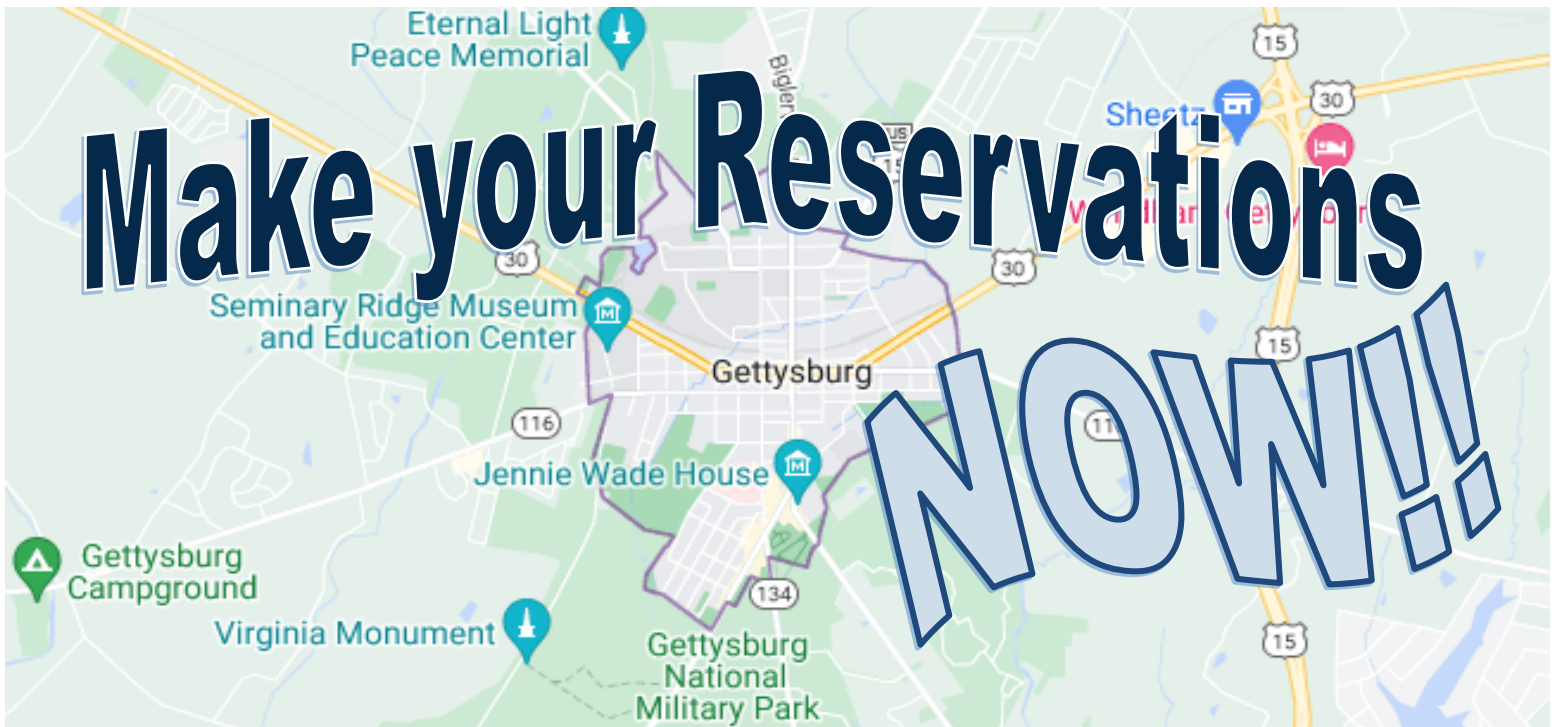 Eternal Light
Peace Memorial
15
30
Sheetz
Make your Reservations
30
30
Seminary Ridge Museum
and Education Center
15
Gettysburg
NOW!!
116
Jennie Wade House
Gettysburg
Campground
134
Virginia Monument
15
Gettysburg
National
Military Park